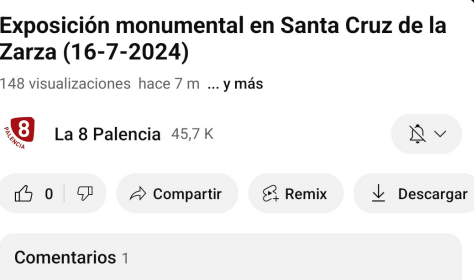 Exposición monumental en Santa Cruz de la
Zarza (16-7-2024)
148 visualizaciones hace 7 m ... y más
8
PALENCIA
La 8 Palencia 45,7 K
0
Compartir
Remix
Descargar
Comentarios 1